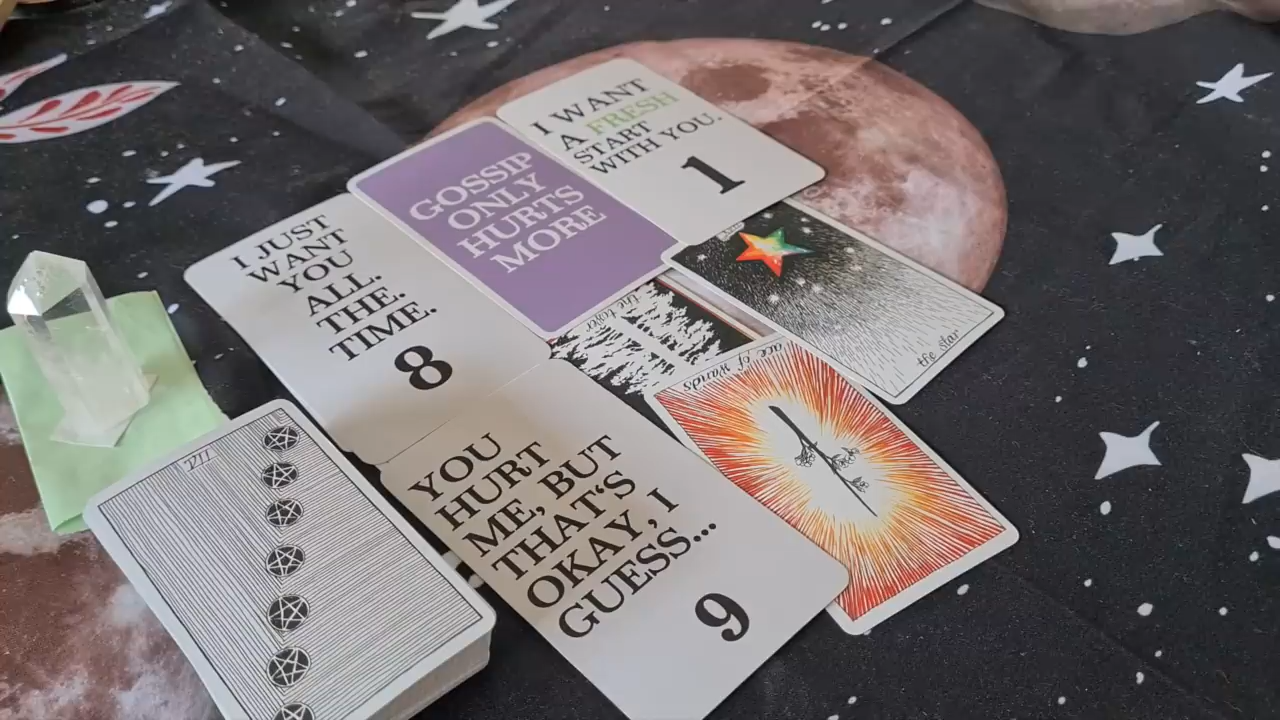 I WANT
A FRESH
START
WITH YOU.
1
GOSSIP
ONLY
HURTS
MORE
I JUST
WANT
YOU
ALL.
THE.
TIME.
8
the star
the tower
ace of wands
YOU
HURT
ME, BUT
THAT'S
OKAY, I
GUESS...
9
VII